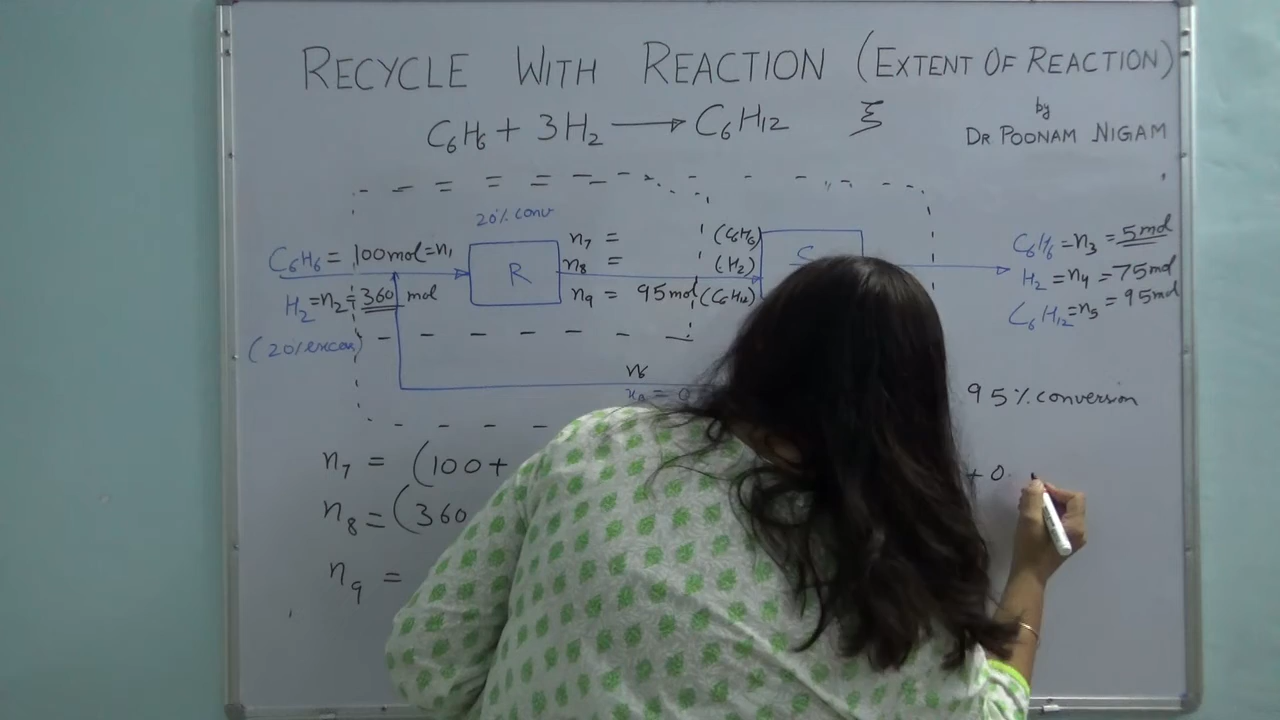 RECYCLE WITH REACTION (EXTENT OF REACTION)
by
C6H6 + 3H2 → C6H12 ξ
DR POONAM NIGAM
20% conv
C6H6 = 100mol = n1
H2 = n2 = 360 mol
(20% excess)
R
n7 = (C6H6)
n8 = (H2)
n9 = 95mol (C6H12)
S
C6H6 = n3 = 5mol
H2 = n4 = 75mol
C6H12 = n5 = 95mol
n6
95% conversion
n7 = (100+
+ 0.
n8 = (360
n9 =